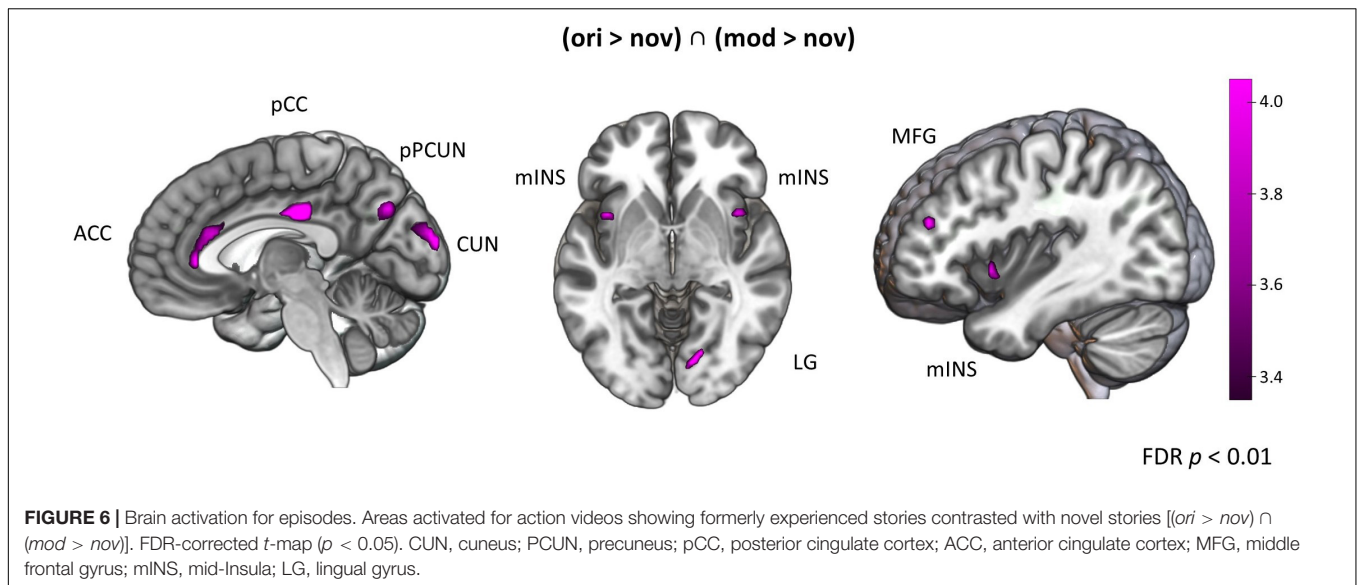 (ori > nov) ∩ (mod > nov)
pCC
pPCUN
ACC
CUN
mINS
mINS
LG
MFG
mINS
4.0
3.8
3.6
3.4
FDR p < 0.01
FIGURE 6 | Brain activation for episodes. Areas activated for action videos showing formerly experienced stories contrasted with novel stories [(ori > nov) ∩
(mod > nov)]. FDR-corrected t-map (p < 0.05). CUN, cuneus; PCUN, precuneus; pCC, posterior cingulate cortex; ACC, anterior cingulate cortex; MFG, middle
frontal gyrus; mINS, mid-Insula; LG, lingual gyrus.